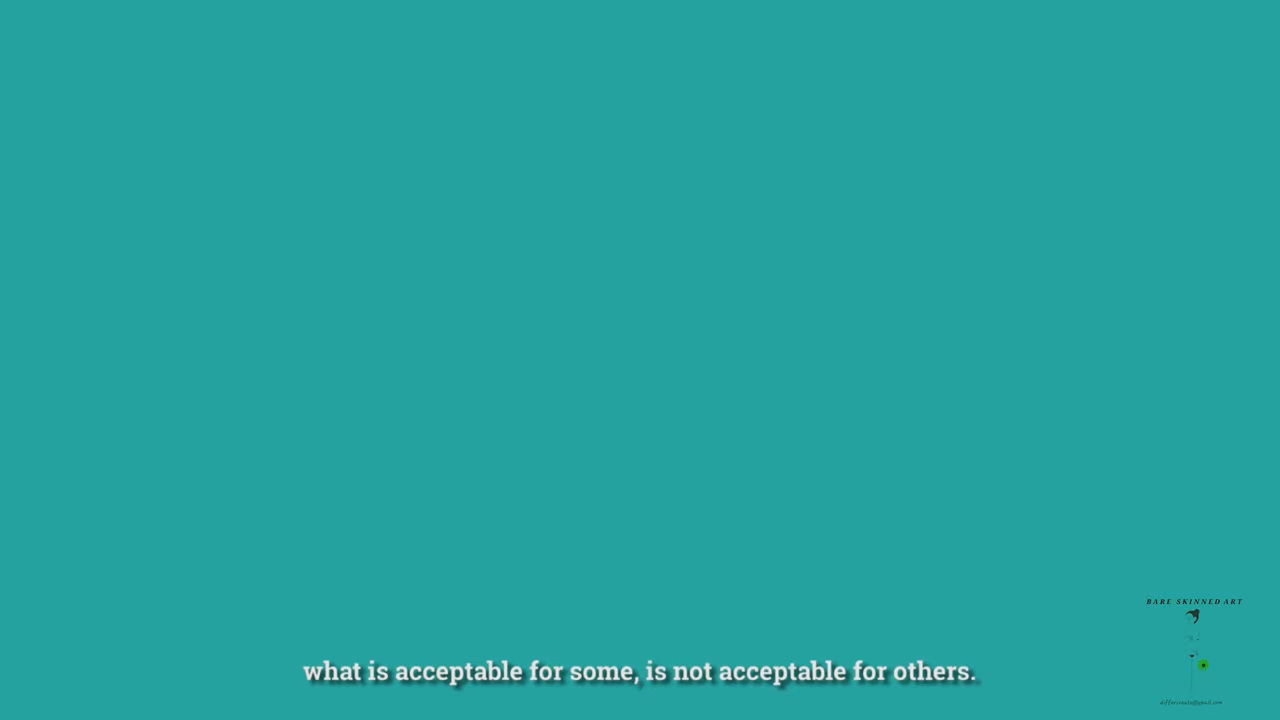 BARE SKINNED ART
what is acceptable for some, is not acceptable for others.